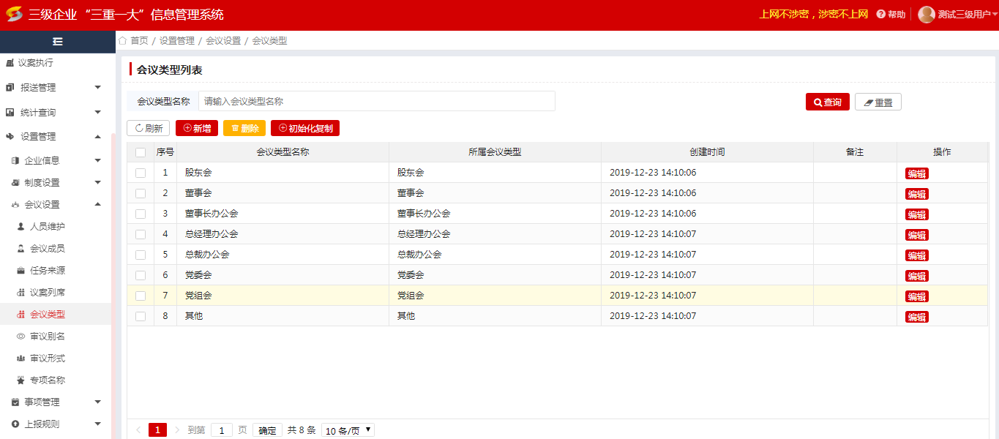 三级企业 “三重一大” 信息管理系统
上网不涉密，涉密不上网 帮助 测试三级用户
首页 / 设置管理 / 会议设置 / 会议类型
议案执行
报送管理
统计查询
设置管理
企业信息
制度设置
会议设置
人员维护
会议成员
任务来源
议案列席
会议类型
审议别名
审议形式
专项名称
事项管理
上报规则
会议类型列表
会议类型名称 请输入会议类型名称 查询 重置
刷新 新增 删除 初始化复制
序号 会议类型名称 所属会议类型 创建时间 备注 操作
1 股东会 股东会 2019-12-23 14:10:06 编辑
2 董事会 董事会 2019-12-23 14:10:06 编辑
3 董事长办公会 董事长办公会 2019-12-23 14:10:06 编辑
4 总经理办公会 总经理办公会 2019-12-23 14:10:07 编辑
5 总裁办公会 总裁办公会 2019-12-23 14:10:07 编辑
6 党委会 党委会 2019-12-23 14:10:07 编辑
7 党组会 党组会 2019-12-23 14:10:07 编辑
8 其他 其他 2019-12-23 14:10:07 编辑
1 到第 1 页 确定 共 8 条 10 条/页